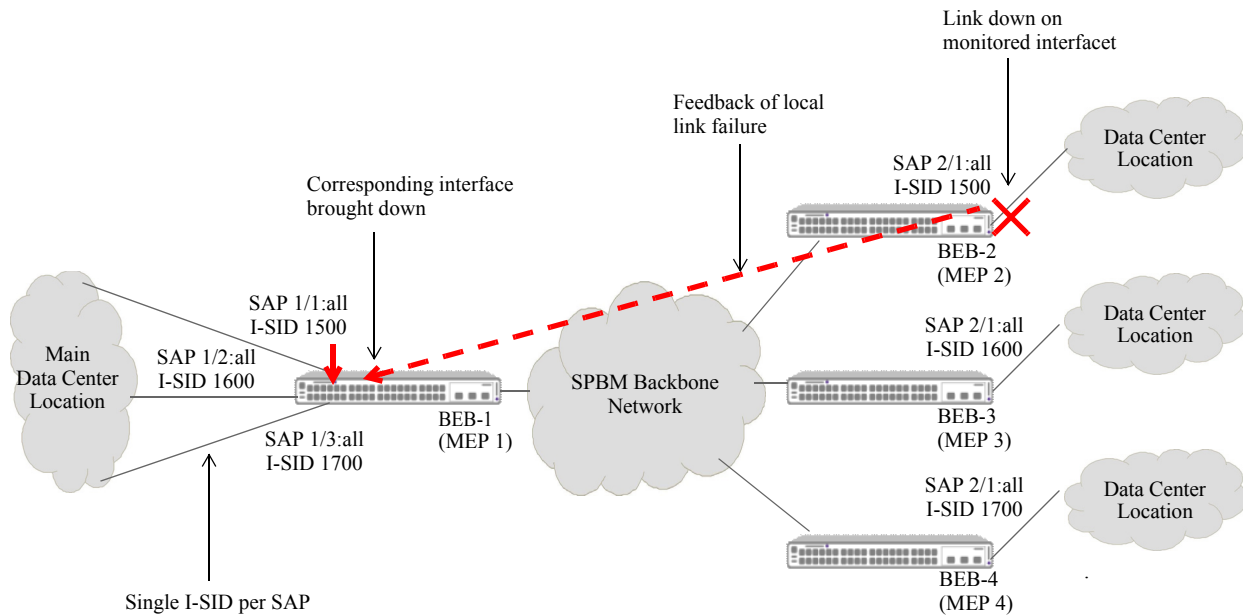 Link down on
monitored interfacet
Feedback of local
link failure
Data Center
Location
SAP 2/1:all
I-SID 1500
Corresponding interface
brought down
BEB-2
(MEP 2)
SAP 1/1:all
I-SID 1500
Main
Data Center
Location
SAP 1/2:all
I-SID 1600
SPBM Backbone
Network
SAP 2/1:all
I-SID 1600
Data Center
Location
BEB-1
(MEP 1)
BEB-3
(MEP 3)
SAP 1/3:all
I-SID 1700
SAP 2/1:all
I-SID 1700
Data Center
Location
BEB-4
(MEP 4)
Single I-SID per SAP